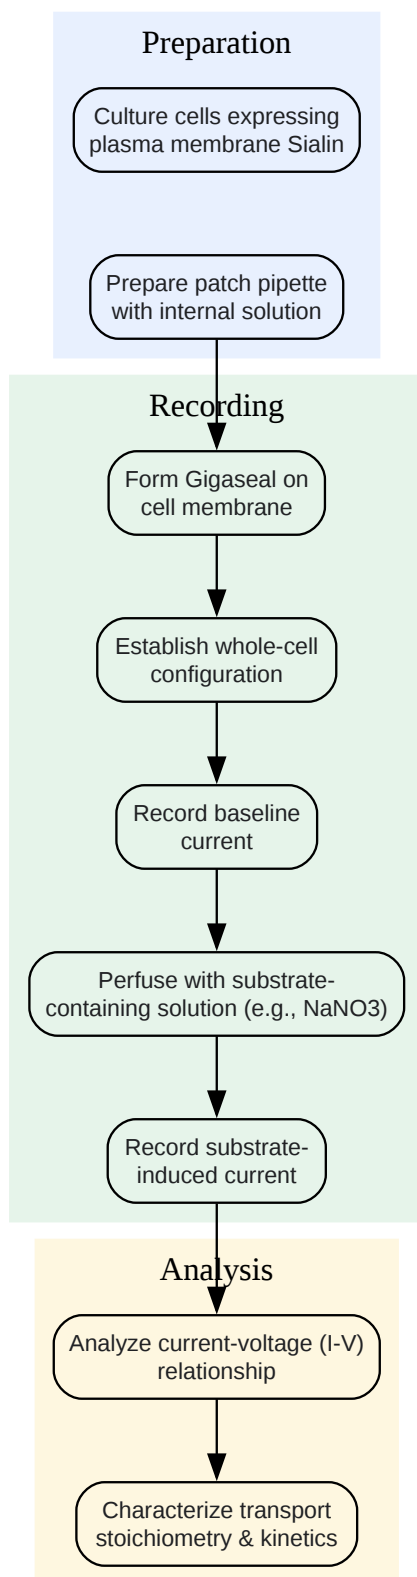 Preparation
Culture cells expressing
plasma membrane Sialin
Prepare patch pipette
with internal solution
Recording
Form Gigaseal on
cell membrane
Establish whole-cell
configuration
Record baseline
current
Perfuse with substrate-
containing solution (e.g., NaNO3)
Record substrate-
induced current
Analysis
Analyze current-voltage (I-V)
relationship
Characterize transport
stoichiometry & kinetics